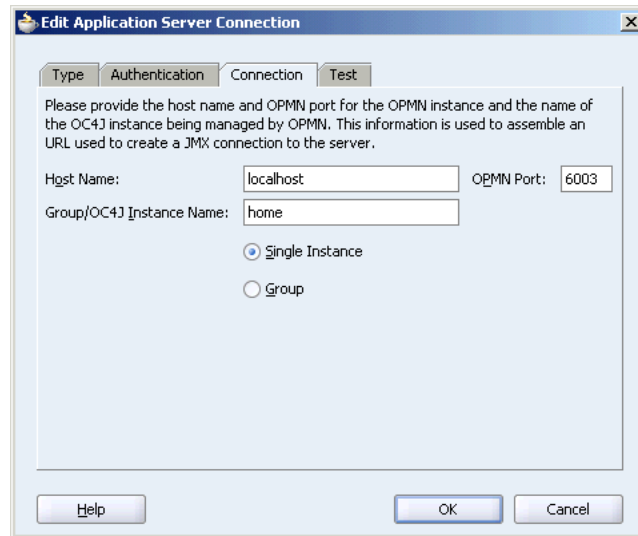 Edit Application Server Connection
Type Authentication Connection Test
Please provide the host name and OPMN port for the OPMN instance and the name of
the OC4J instance being managed by OPMN. This information is used to assemble an
URL used to create a JMX connection to the server.
Host Name: localhost OPMN Port: 6003
Group/OC4J Instance Name: home
Single Instance
Group
Help OK Cancel